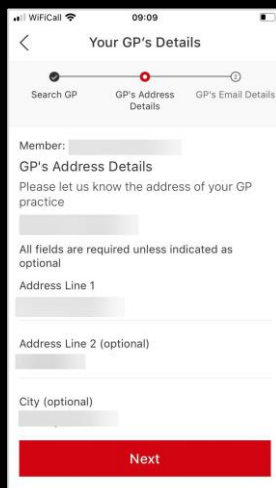 WiFiCall
09:09
Your GP's Details
Search GP
GP's Address
Details
GP's Email Details
Member:
GP's Address Details
Please let us know the address of your GP
practice
All fields are required unless indicated as
optional
Address Line 1
Address Line 2 (optional)
City (optional)
Next